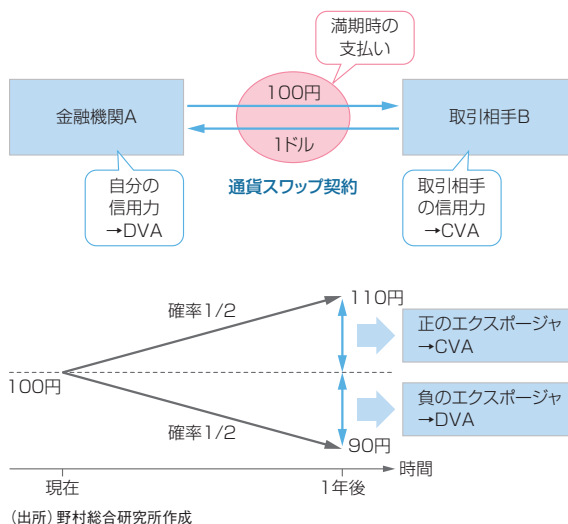 満期時の
支払い
金融機関A
100円
1ドル
取引相手B
自分の
信用力
→DVA
通貨スワップ契約
取引相手
の信用力
→CVA
確率1/2
110円
正のエクスポージャ
→CVA
100円
確率1/2
負のエクスポージャ
→DVA
90円
時間
現在
1年後
(出所)野村総合研究所作成